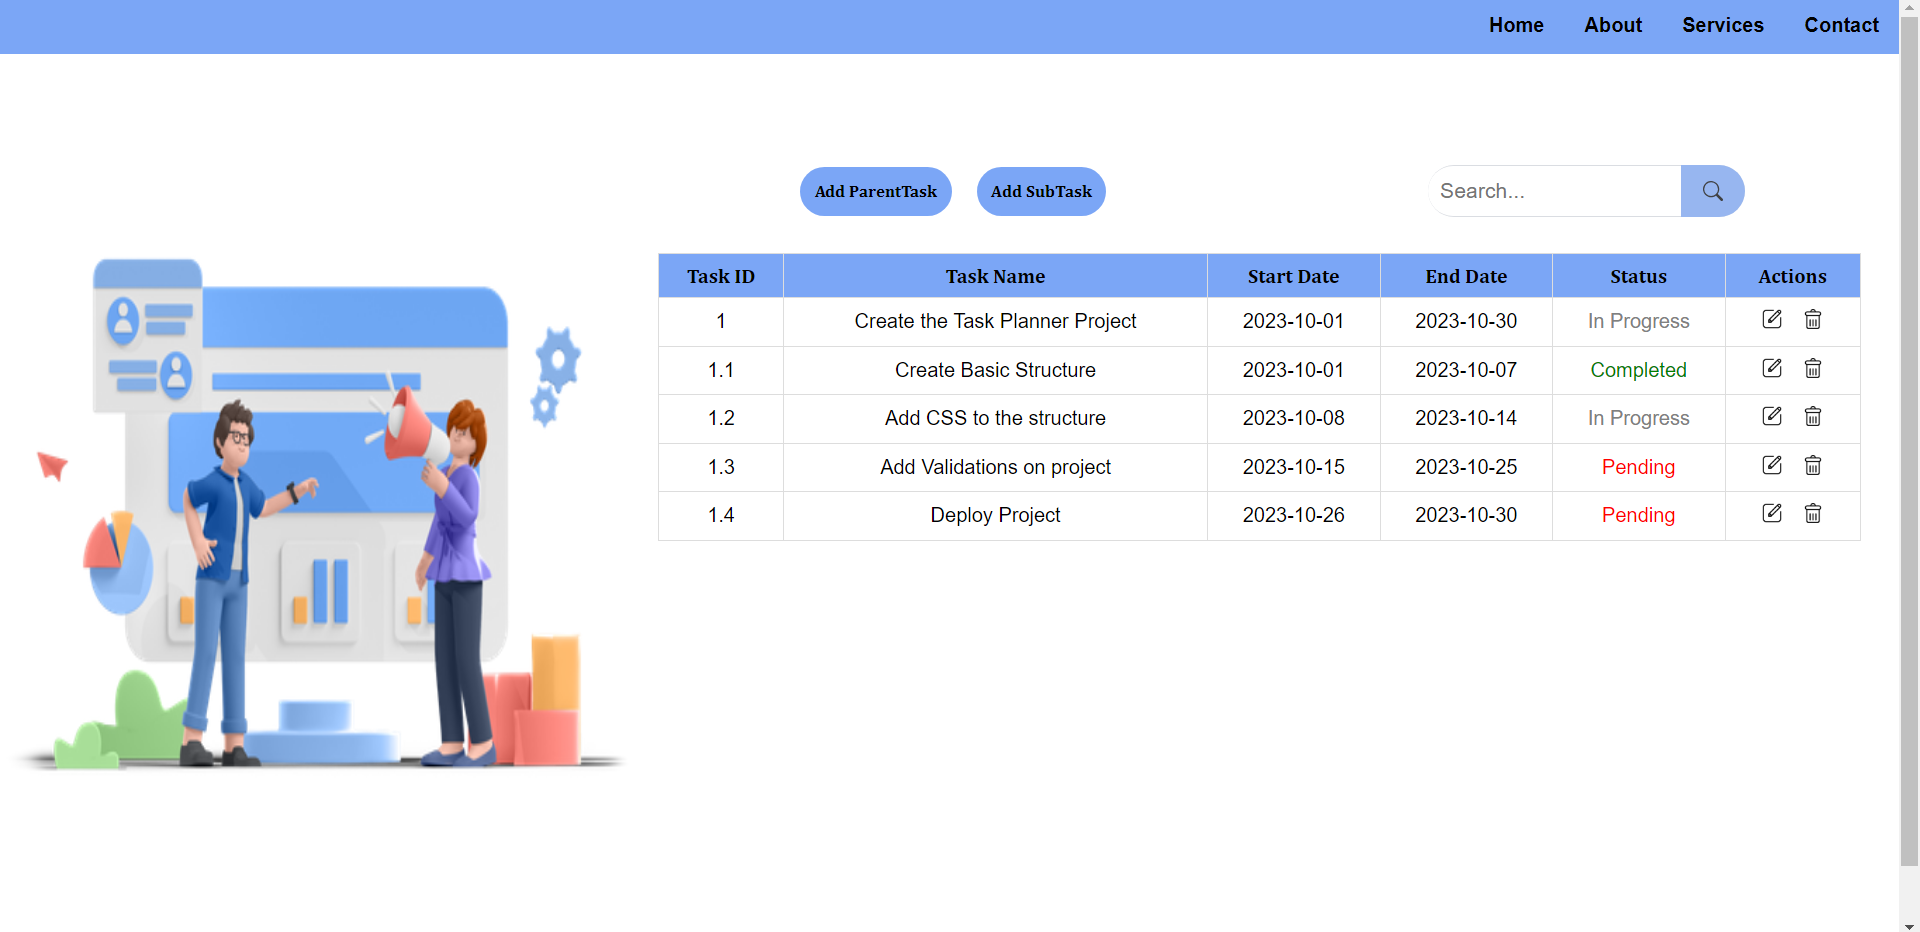 Home About Services Contact
Add ParentTask Add SubTask Search...
Task ID Task Name Start Date End Date Status Actions
1 Create the Task Planner Project 2023-10-01 2023-10-30 In Progress
1.1 Create Basic Structure 2023-10-01 2023-10-07 Completed
1.2 Add CSS to the structure 2023-10-08 2023-10-14 In Progress
1.3 Add Validations on project 2023-10-15 2023-10-25 Pending
1.4 Deploy Project 2023-10-26 2023-10-30 Pending